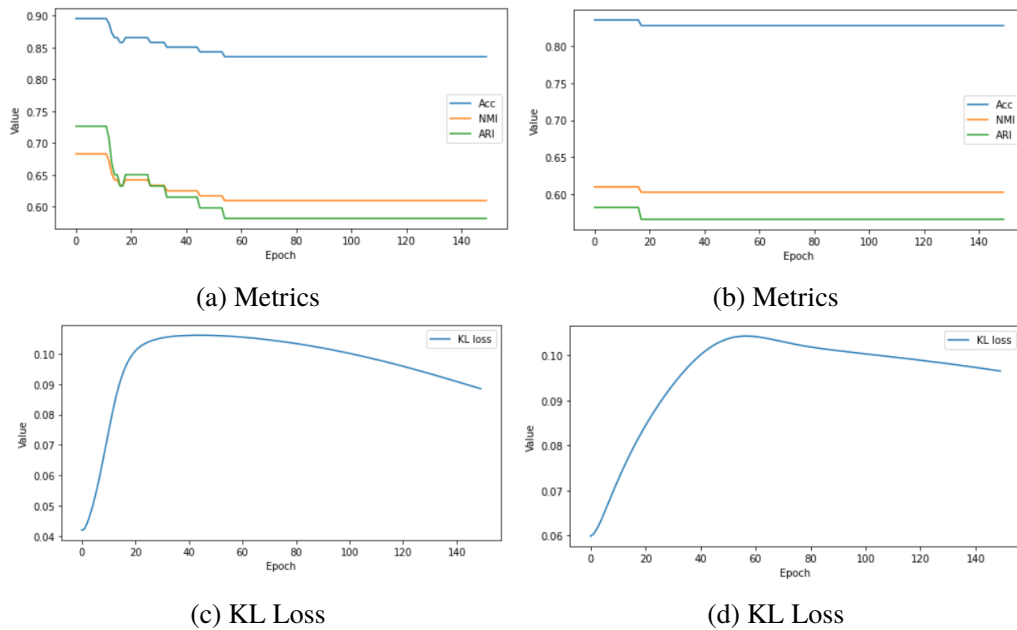 0.90
0.85
0.80
0.75
0.70
0.65
0.60
Value
Acc
NMI
ARI
0 20 40 60 80 100 120 140
Epoch
(a) Metrics
0.80
0.75
0.70
0.65
0.60
Value
Acc
NMI
ARI
0 20 40 60 80 100 120 140
Epoch
(b) Metrics
0.10
0.09
0.08
0.07
0.06
0.05
0.04
Value
KL loss
0 20 40 60 80 100 120 140
Epoch
(c) KL Loss
0.10
0.09
0.08
0.07
0.06
Value
KL loss
0 20 40 60 80 100 120 140
Epoch
(d) KL Loss